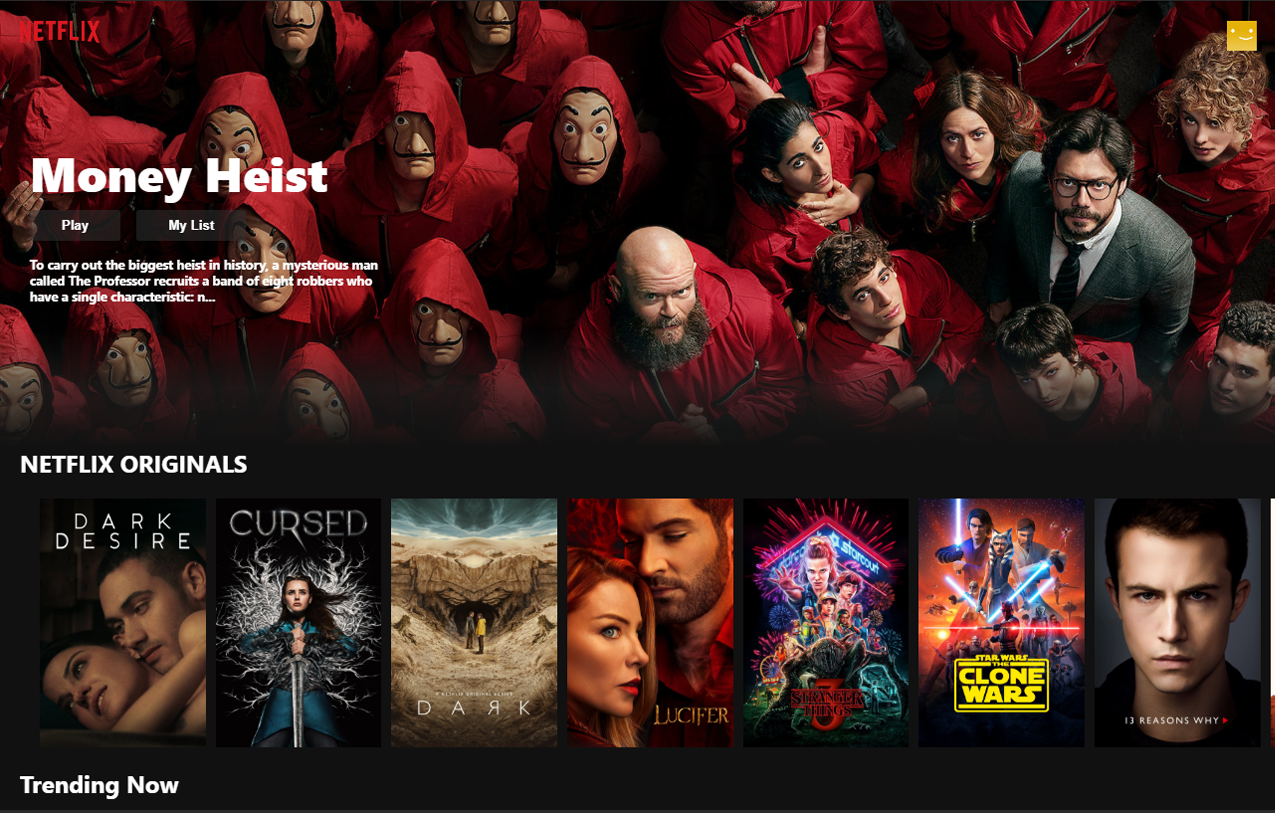 NETFLIX
Money Heist
Play
My List
To carry out the biggest heist in history, a mysterious man
called The Professor recruits a band of eight robbers who
have a single characteristic: n...
NETFLIX ORIGINALS
DARK
DESIRE
CURSED
A NETFLIX ORIGINAL SERIES
DARK
LUCIFER
starcourt
STRANGER
THINGS
3
STAR WARS
THE
CLONE
WARS
13 REASONS WHY
Trending Now